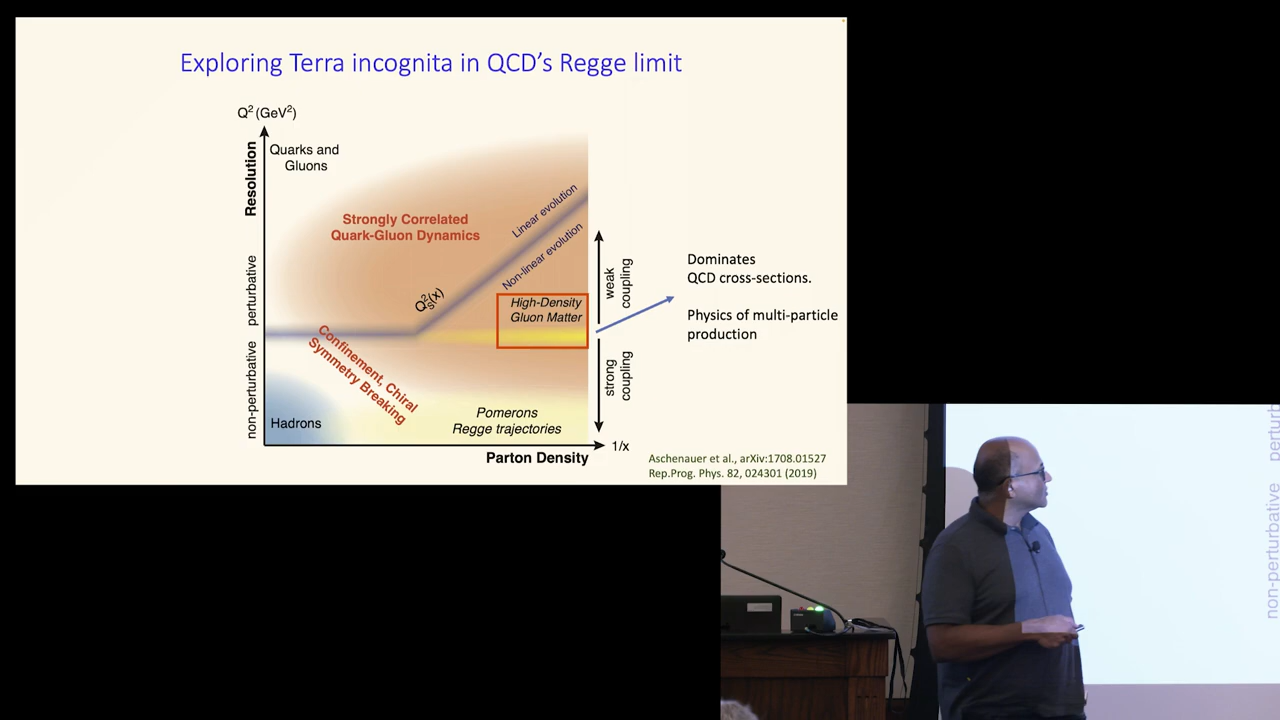 Exploring Terra incognita in QCD's Regge limit
Q² (GeV²)
Resolution
Quarks and
Gluons
Strongly Correlated
Quark-Gluon Dynamics
Linear evolution
Non-linear evolution
Q²s(x)
perturbative
non-perturbative
High-Density
Gluon Matter
weak
coupling
strong
coupling
Dominates
QCD cross-sections.
Physics of multi-particle
production
Confinement, Chiral
Symmetry Breaking
Hadrons
Pomerons
Regge trajectories
1/x
Parton Density
Aschenauer et al., arXiv:1708.01527
Rep.Prog. Phys. 82, 024301 (2019)
non-perturbative
perturb